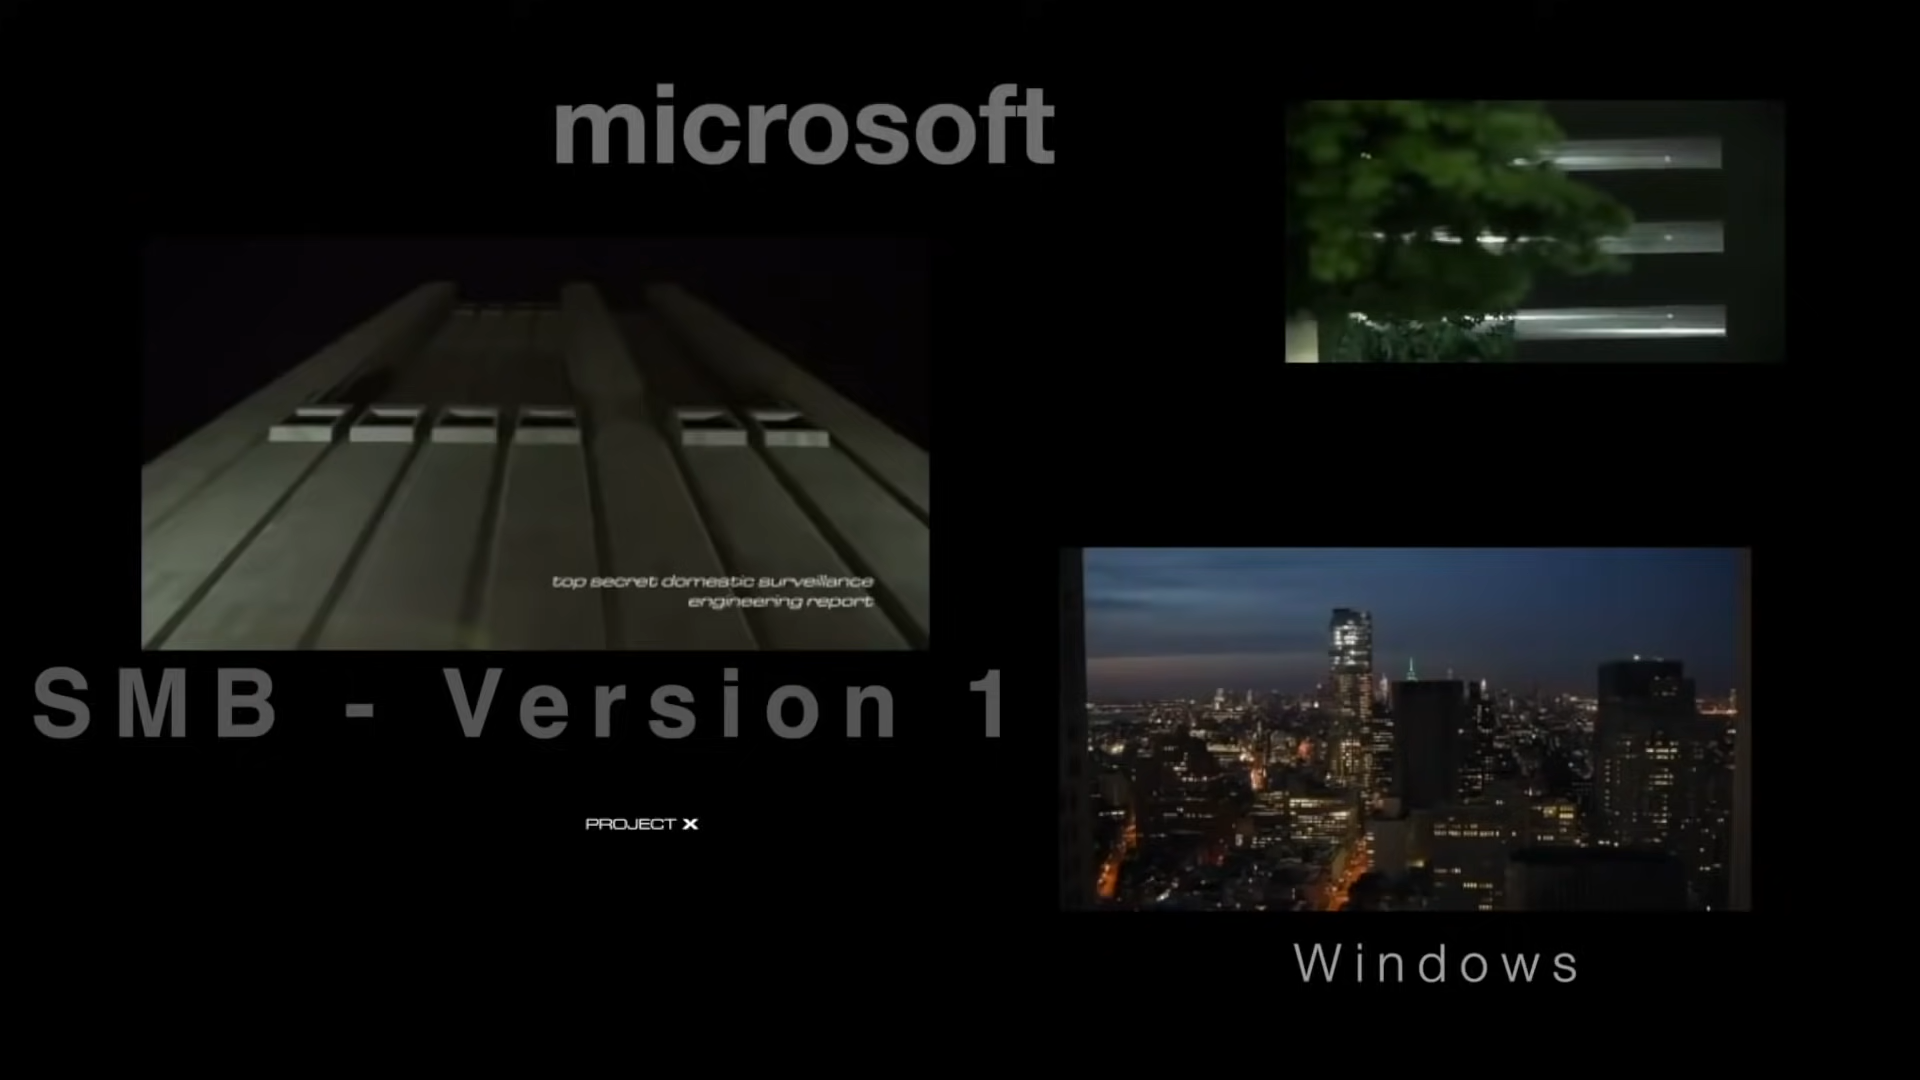 microsoft
top secret domestic surveillance
engineering report
SMB - Version 1
PROJECT X
Windows